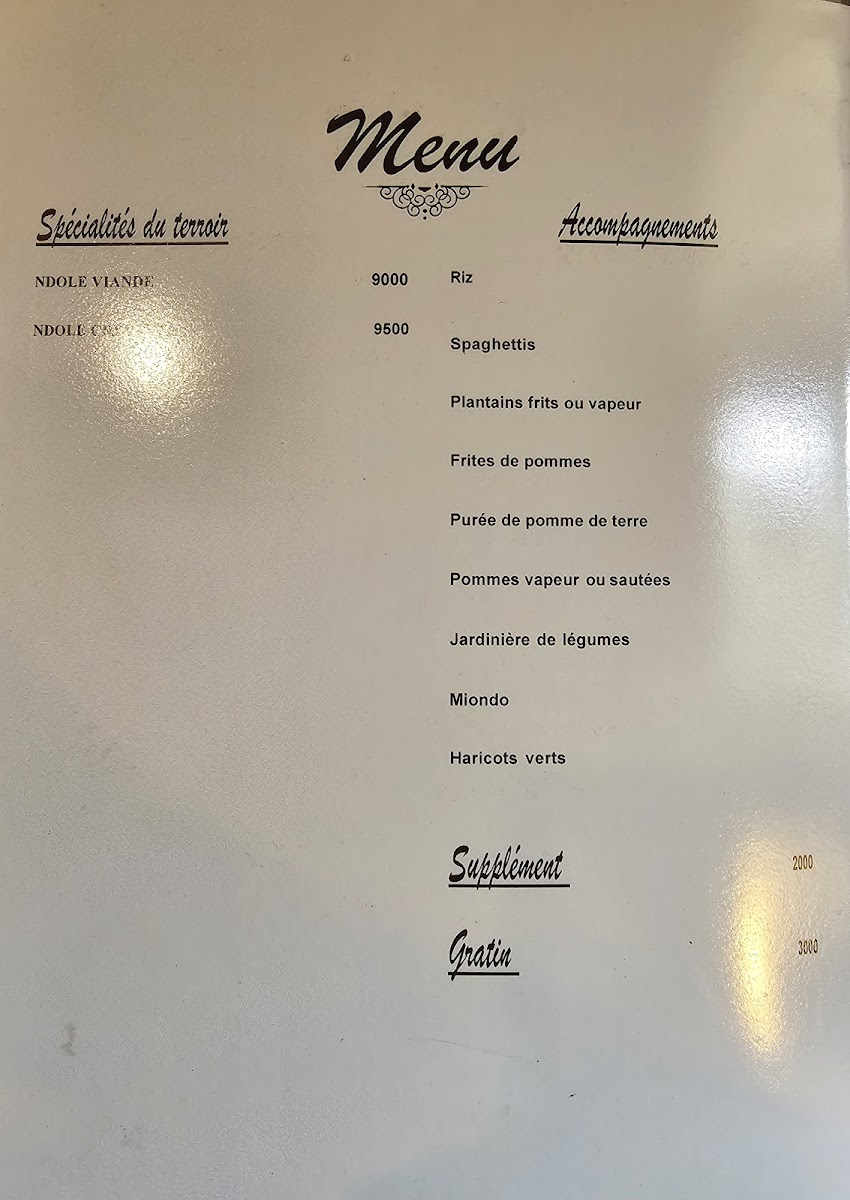 Menu
Spécialités du terroir
NDOLE VIANDE 9000
NDOLE 9500
Accompagnements
Riz
Spaghettis
Plantains frits ou vapeur
Frites de pommes
Purée de pomme de terre
Pommes vapeur ou sautées
Jardinière de légumes
Miondo
Haricots verts
Supplément 2000
Gratin 3000